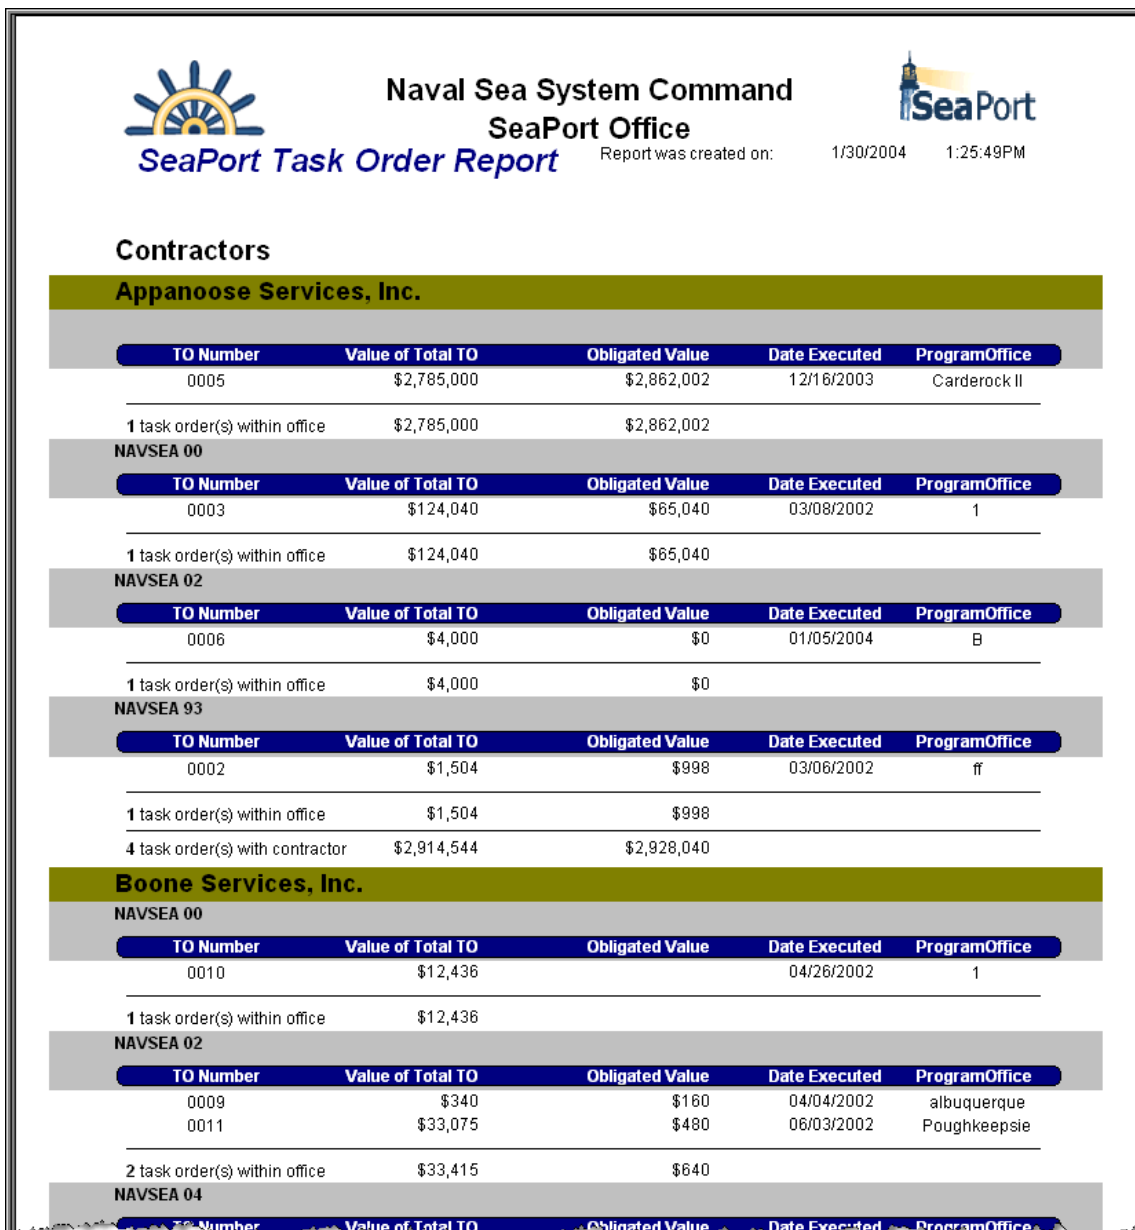 Naval Sea System Command
SeaPort Office
SeaPort
SeaPort Task Order Report Report was created on: 1/30/2004 1:25:49PM
Contractors
Appanoose Services, Inc.
TO Number Value of Total TO Obligated Value Date Executed ProgramOffice
0005 $2,785,000 $2,862,002 12/16/2003 Carderock II
1 task order(s) within office $2,785,000 $2,862,002
NAVSEA 00
TO Number Value of Total TO Obligated Value Date Executed ProgramOffice
0003 $124,040 $65,040 03/08/2002 1
1 task order(s) within office $124,040 $65,040
NAVSEA 02
TO Number Value of Total TO Obligated Value Date Executed ProgramOffice
0006 $4,000 $0 01/05/2004 B
1 task order(s) within office $4,000 $0
NAVSEA 93
TO Number Value of Total TO Obligated Value Date Executed ProgramOffice
0002 $1,504 $998 03/06/2002 ff
1 task order(s) within office $1,504 $998
4 task order(s) with contractor $2,914,544 $2,928,040
Boone Services, Inc.
NAVSEA 00
TO Number Value of Total TO Obligated Value Date Executed ProgramOffice
0010 $12,436 04/26/2002 1
1 task order(s) within office $12,436
NAVSEA 02
TO Number Value of Total TO Obligated Value Date Executed ProgramOffice
0009 $340 $160 04/04/2002 albuquerque
0011 $33,075 $480 06/03/2002 Poughkeepsie
2 task order(s) within office $33,415 $640
NAVSEA 04
TO Number Value of Total TO Obligated Value Date Executed ProgramOffice